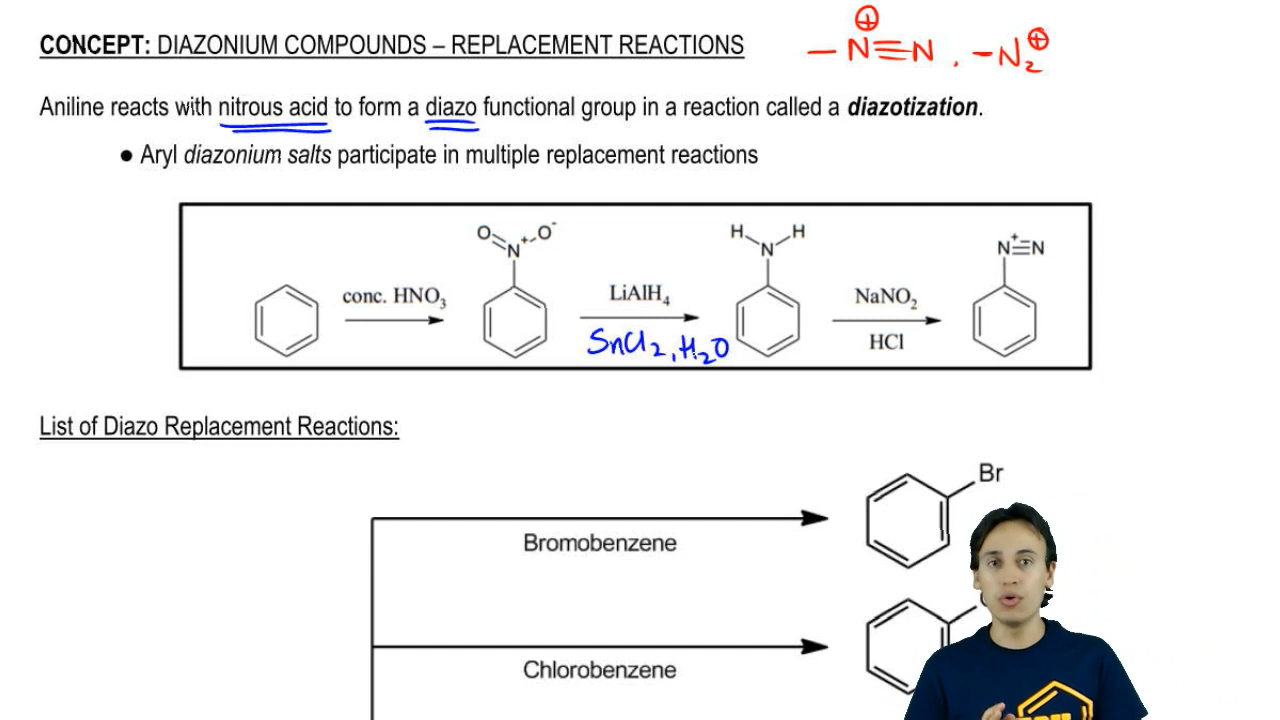 CONCEPT: DIAZONIUM COMPOUNDS – REPLACEMENT REACTIONS
—N⊕≡N , –N₂⊕
Aniline reacts with nitrous acid to form a diazo functional group in a reaction called a diazotization.
● Aryl diazonium salts participate in multiple replacement reactions
O N⁺ O⁻
H N H
N⁺≡N
conc. HNO₃
LiAlH₄
NaNO₂
SnCl₂, H₂O
HCl
List of Diazo Replacement Reactions:
Br
Bromobenzene
Chlorobenzene